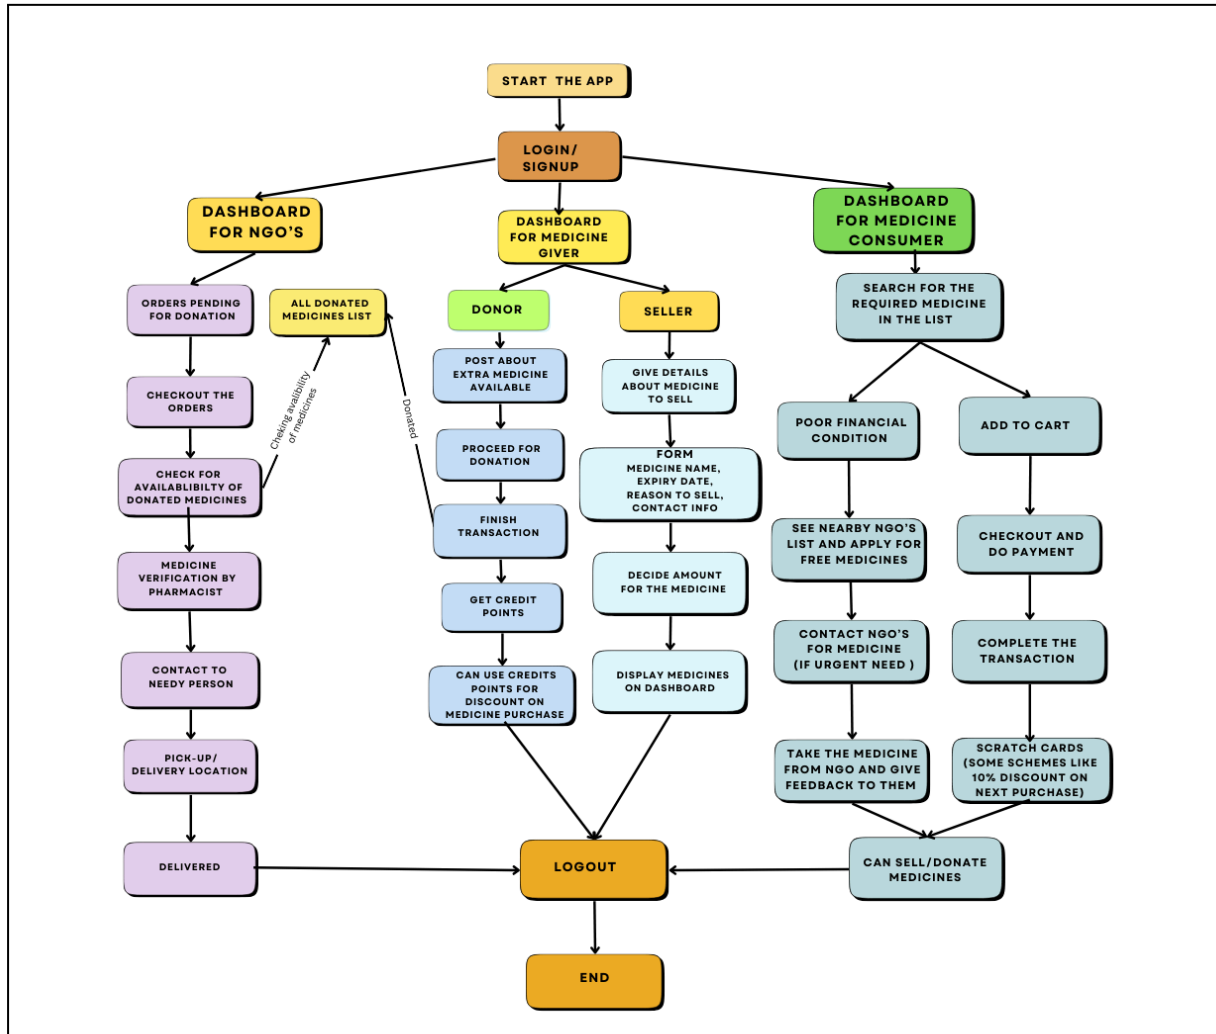 START THE APP
LOGIN/
SIGNUP
DASHBOARD
FOR NGO'S
DASHBOARD
FOR MEDICINE
GIVER
DASHBOARD
FOR MEDICINE
CONSUMER
ORDERS PENDING
FOR DONATION
CHECKOUT THE
ORDERS
CHECK FOR
AVAILABLIBILTY OF
DONATED MEDICINES
MEDICINE
VERIFICATION BY
PHARMACIST
CONTACT TO
NEEDY PERSON
PICK-UP/
DELIVERY LOCATION
DELIVERED
ALL DONATED
MEDICINES LIST
Cheking avalibility
of medicines
Donated
DONOR
POST ABOUT
EXTRA MEDICINE
AVAILABLE
PROCEED FOR
DONATION
FINISH
TRANSACTION
GET CREDIT
POINTS
CAN USE CREDITS
POINTS FOR
DISCOUNT ON
MEDICINE PURCHASE
SELLER
GIVE DETAILS
ABOUT MEDICINE
TO SELL
FORM
MEDICINE NAME,
EXPIRY DATE,
REASON TO SELL,
CONTACT INFO
DECIDE AMOUNT
FOR THE MEDICINE
DISPLAY MEDICINES
ON DASHBOARD
SEARCH FOR THE
REQUIRED MEDICINE
IN THE LIST
POOR FINANCIAL
CONDITION
SEE NEARBY NGO'S
LIST AND APPLY FOR
FREE MEDICINES
CONTACT NGO'S
FOR MEDICINE
(IF URGENT NEED )
TAKE THE MEDICINE
FROM NGO AND GIVE
FEEDBACK TO THEM
ADD TO CART
CHECKOUT AND
DO PAYMENT
COMPLETE THE
TRANSACTION
SCRATCH CARDS
(SOME SCHEMES LIKE
10% DISCOUNT ON
NEXT PURCHASE)
CAN SELL/DONATE
MEDICINES
LOGOUT
END